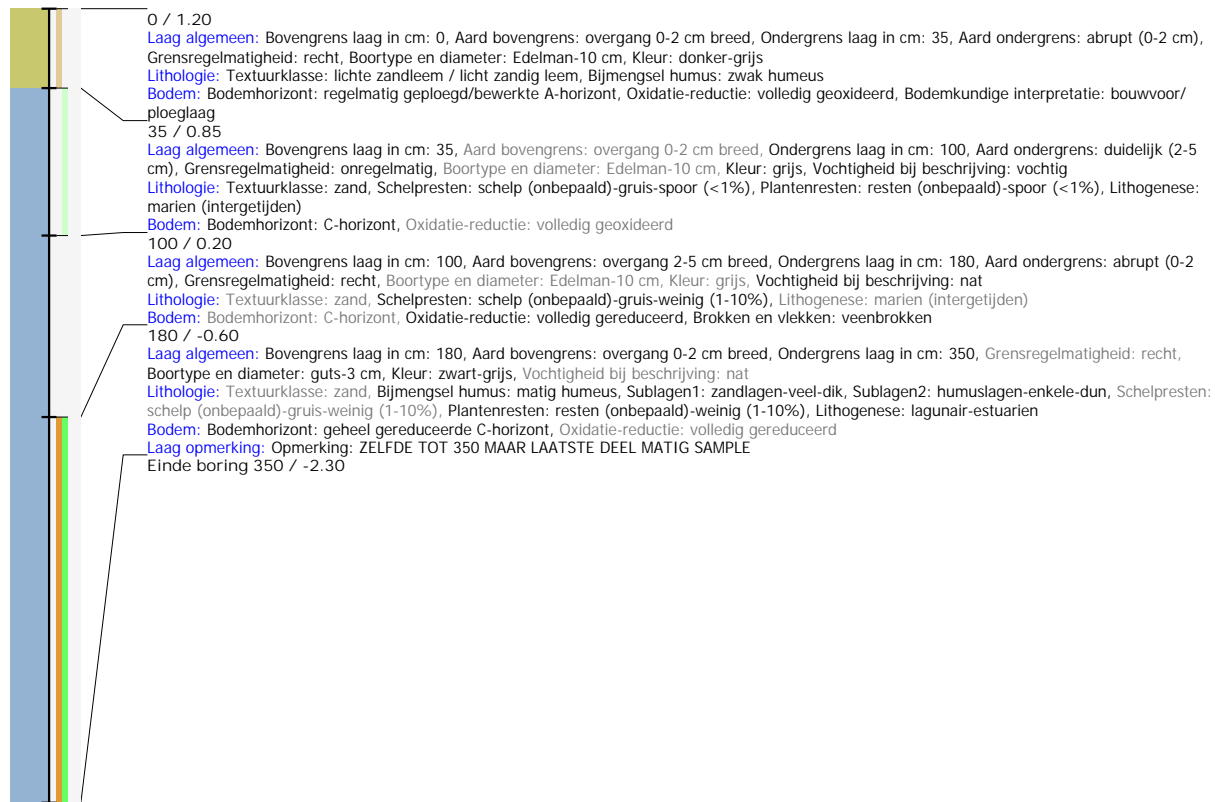 0 / 1.20
Laag algemeen: Bovengrens laag in cm: 0, Aard bovengrens: overgang 0-2 cm breed, Ondergrens laag in cm: 35, Aard ondergrens: abrupt (0-2 cm),
Grensregelmatigheid: recht, Boortype en diameter: Edelman-10 cm, Kleur: donker-grijs
Lithologie: Textuurklasse: lichte zandleem / licht zandig leem, Bijmengsel humus: zwak humeus
Bodem: Bodemhorizont: regelmatig geploegd/bewerkte A-horizont, Oxidatie-reductie: volledig geoxideerd, Bodemkundige interpretatie: bouwvoor/
ploeglaag
35 / 0.85
Laag algemeen: Bovengrens laag in cm: 35, Aard bovengrens: overgang 0-2 cm breed, Ondergrens laag in cm: 100, Aard ondergrens: duidelijk (2-5
cm), Grensregelmatigheid: onregelmatig, Boortype en diameter: Edelman-10 cm, Kleur: grijs, Vochtigheid bij beschrijving: vochtig
Lithologie: Textuurklasse: zand, Schelpresten: schelp (onbepaald)-gruis-spoor (<1%), Plantenresten: resten (onbepaald)-spoor (<1%), Lithogenese:
marien (intergetijden)
Bodem: Bodemhorizont: C-horizont, Oxidatie-reductie: volledig geoxideerd
100 / 0.20
Laag algemeen: Bovengrens laag in cm: 100, Aard bovengrens: overgang 2-5 cm breed, Ondergrens laag in cm: 180, Aard ondergrens: abrupt (0-2
cm), Grensregelmatigheid: recht, Boortype en diameter: Edelman-10 cm, Kleur: grijs, Vochtigheid bij beschrijving: nat
Lithologie: Textuurklasse: zand, Schelpresten: schelp (onbepaald)-gruis-weinig (1-10%), Lithogenese: marien (intergetijden)
Bodem: Bodemhorizont: C-horizont, Oxidatie-reductie: volledig gereduceerd, Brokken en vlekken: veenbrokken
180 / -0.60
Laag algemeen: Bovengrens laag in cm: 180, Aard bovengrens: overgang 0-2 cm breed, Ondergrens laag in cm: 350, Grensregelmatigheid: recht,
Boortype en diameter: guts-3 cm, Kleur: zwart-grijs, Vochtigheid bij beschrijving: nat
Lithologie: Textuurklasse: zand, Bijmengsel humus: matig humeus, Sublagen1: zandlagen-veel-dik, Sublagen2: humuslagen-enkele-dun, Schelpresten:
schelp (onbepaald)-gruis-weinig (1-10%), Plantenresten: resten (onbepaald)-weinig (1-10%), Lithogenese: lagunair-estuarien
Bodem: Bodemhorizont: geheel gereduceerde C-horizont, Oxidatie-reductie: volledig gereduceerd
Laag opmerking: Opmerking: ZELFDE TOT 350 MAAR LAATSTE DEEL MATIG SAMPLE
Einde boring 350 / -2.30